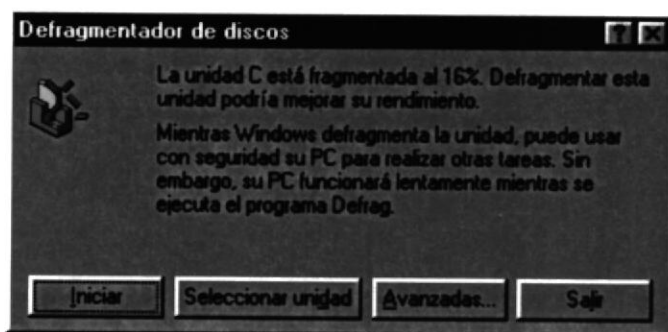 Defragmentador de discos
La unidad C está fragmentada al 16%. Defragmentar esta
unidad podría mejorar su rendimiento.
Mientras Windows defragmenta la unidad, puede usar
con seguridad su PC para realizar otras tareas. Sin
embargo, su PC funcionará lentamente mientras se
ejecuta el programa Defrag.
Iniciar Seleccionar unidad Avanzadas... Salir